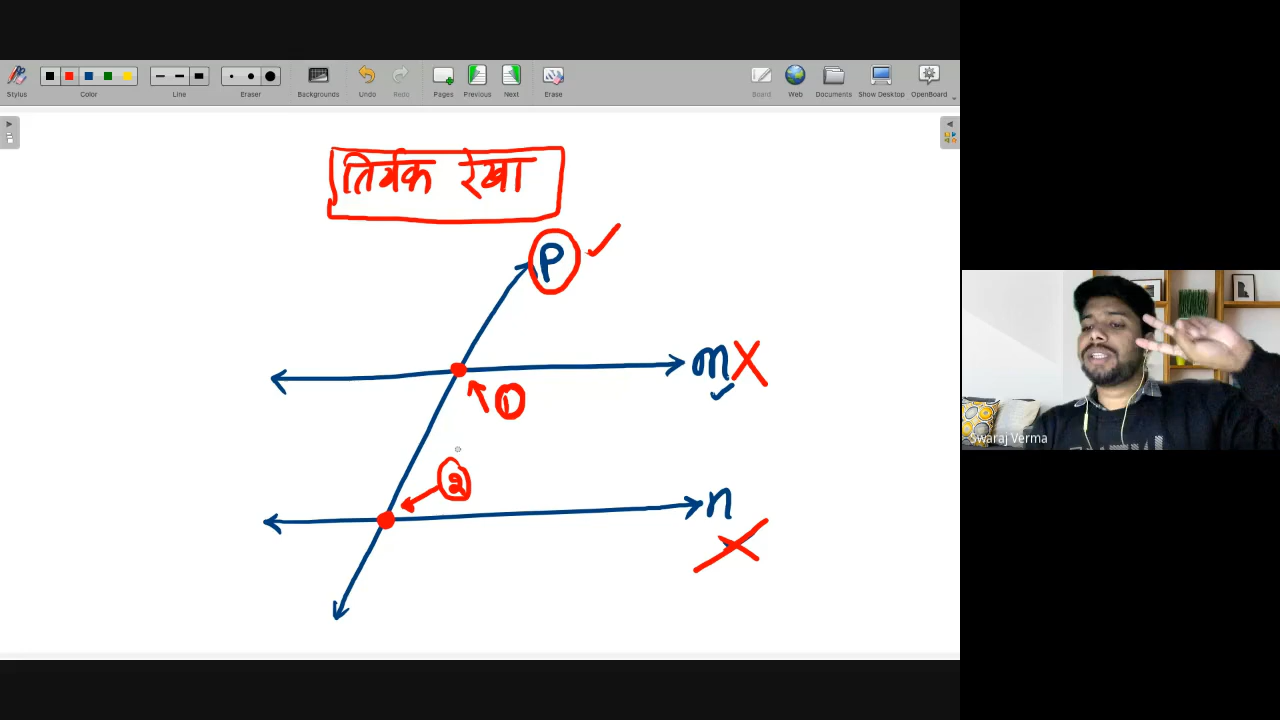 Stylus
Color
Line
Eraser
Backgrounds
Undo
Redo
Pages
Previous
Next
Erase
Board
Web
Documents
Show Desktop
OpenBoard
तिर्यक रेखा
P
m X
1
2
n
X
Swaraj Verma